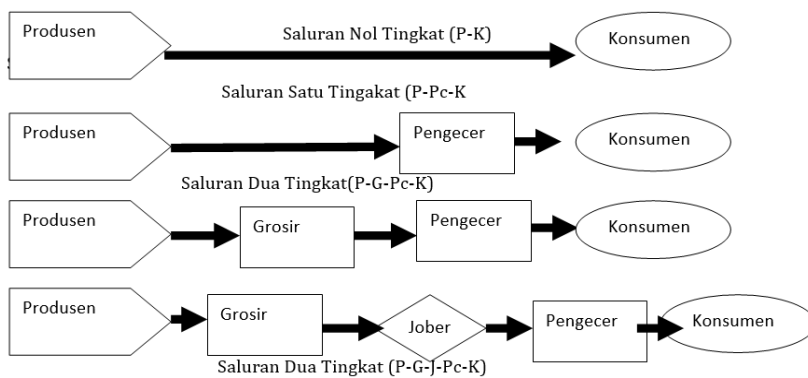 Produsen
Saluran Nol Tingkat (P-K)
Konsumen
Saluran Satu Tingakat (P-Pc-K
Produsen
Pengecer
Konsumen
Saluran Dua Tingkat(P-G-Pc-K)
Produsen
Grosir
Pengecer
Konsumen
Produsen
Grosir
Jober
Pengecer
Konsumen
Saluran Dua Tingkat (P-G-J-Pc-K)